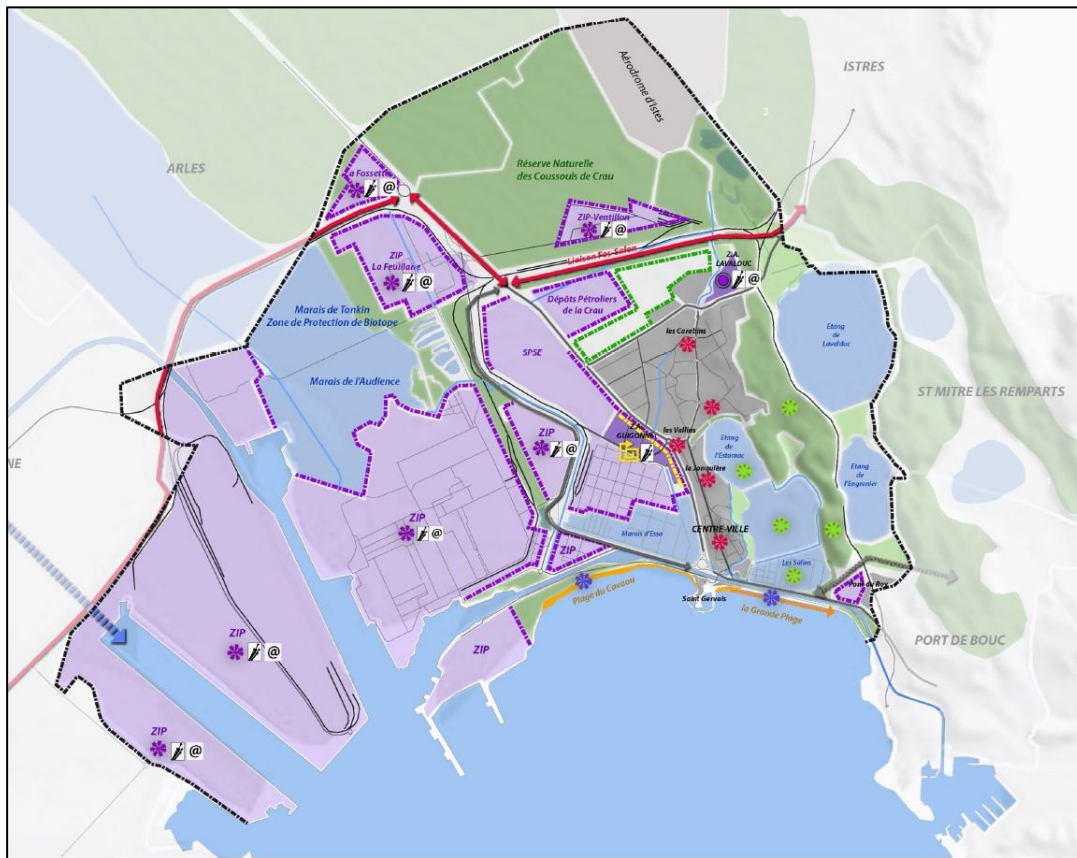 ISTRES
Aérodrome d'Istes
3
Réserve Naturelle
des Coussouls de Crau
ARLES
a Fossette
@
ZIP-Ventillon
@
Liaison Fos-Salon
ZIP
La Feuillane
@
Z.A.
LAVALDUC
@
Dépôts Pétroliers
de la Crau
Marais de Tonkin
Zone de Protection de Biotope
les Carabins
Etang
de
Lavalduc
SPSE
Marais de l'Audience
ST MITRE LES REMPARTS
ZIP
@
Z.A.
GUIGONNET
les Vallins
Etang
de
l'Estomac
NE
la Jonquière
Etang
de
l'Engrenier
ZIP
@
Marais d'Esso
CENTRE-VILLE
ZIP
Les Salins
Plage du Cavaou
Saint Gervais
la Grande Plage
Pont du Roy
ZIP
@
ZIP
PORT DE BOUC
ZIP
@